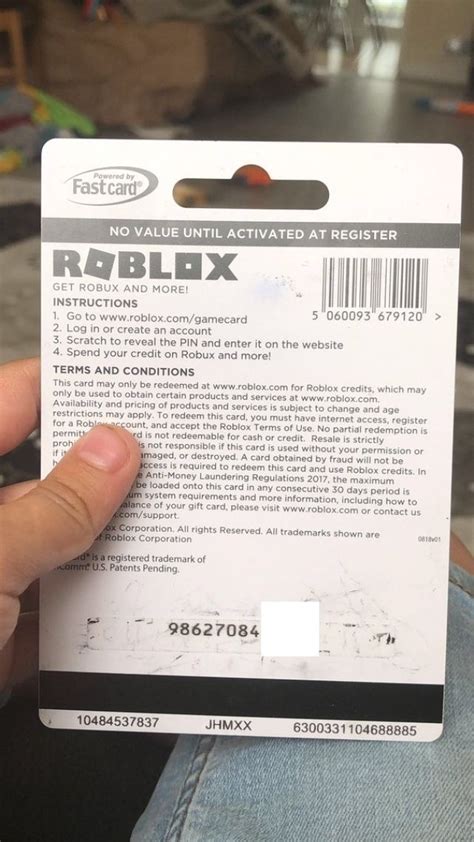 Powered by
Fastcard®
NO VALUE UNTIL ACTIVATED AT REGISTER
ROBLOX
GET ROBUX AND MORE!
INSTRUCTIONS
1. Go to www.roblox.com/gamecard
2. Log in or create an account
3. Scratch to reveal the PIN and enter it on the website
4. Spend your credit on Robux and more!
5 060093 679120 >
TERMS AND CONDITIONS
This card may only be redeemed at www.roblox.com for Roblox credits, which may
only be used to obtain certain products and services at www.roblox.com.
Availability and pricing of products and services is subject to change and age
restrictions may apply. To redeem this card, you must have internet access, register
for a Roblox account, and accept the Roblox Terms of Use. No partial redemption is
rd is not redeemable for cash or credit. Resale is strictly
s not responsible if this card is used without your permission or
if it maged, or destroyed. A card obtained by fraud will not be
access is required to redeem this card and use Roblox credits. In
e Anti-Money Laundering Regulations 2017, the maximum
be loaded onto this card in any consecutive 30 days period is
um system requirements and more information, including how to
alance of your gift card, please visit www.roblox.com or contact us
.com/support.
ox Corporation. All rights Reserved. All trademarks shown are
f Roblox Corporation
0818v01
is a registered trademark of
U.S. Patents Pending.
98627084
10484537837 JHMXX 6300331104688885